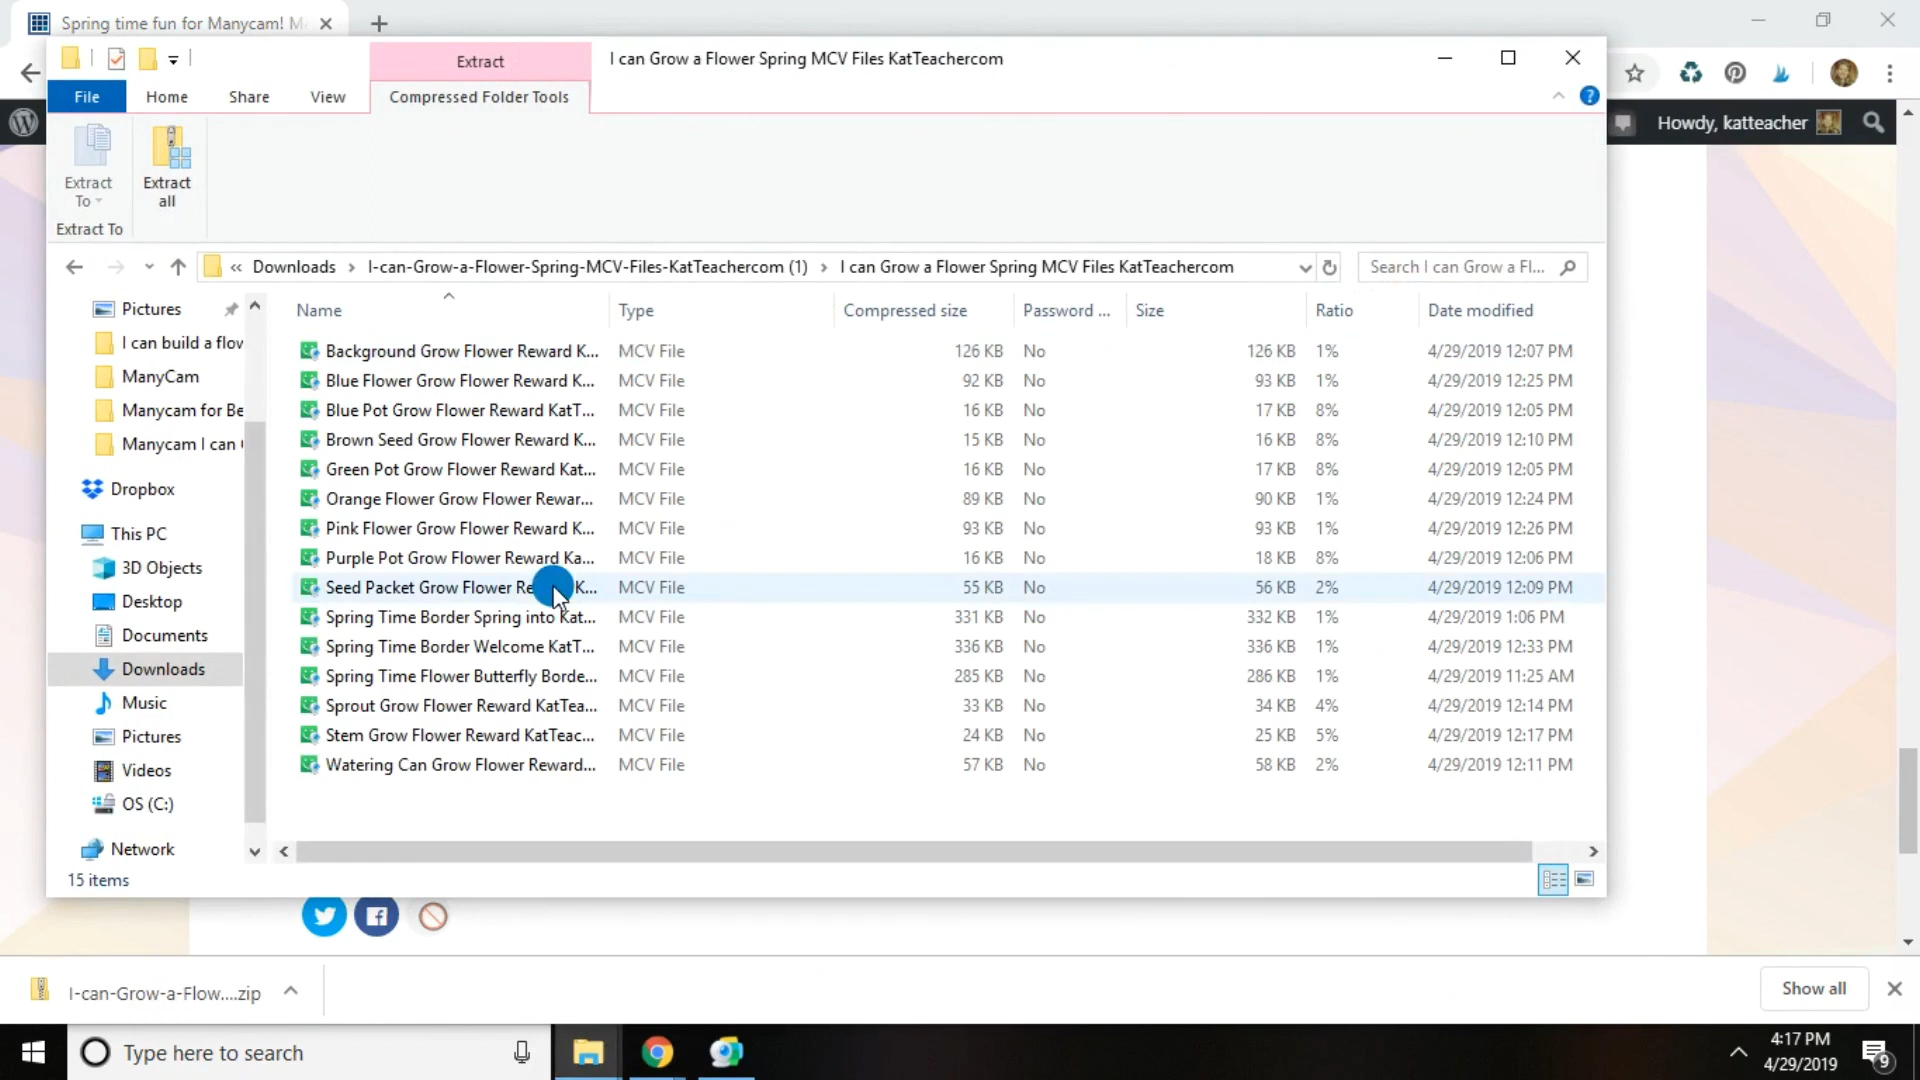 Spring time fun for Manycam! M
Extract
I can Grow a Flower Spring MCV Files KatTeachercom
File
Home
Share
View
Compressed Folder Tools
Howdy, katteacher
Extract
To
Extract
all
Extract To
« Downloads > I-can-Grow-a-Flower-Spring-MCV-Files-KatTeachercom (1) > I can Grow a Flower Spring MCV Files KatTeachercom
Search I can Grow a Fl...
Name Type Compressed size Password ... Size Ratio Date modified
Pictures
I can build a flow
ManyCam
Manycam for Be
Manycam I can
Dropbox
This PC
3D Objects
Desktop
Documents
Downloads
Music
Pictures
Videos
OS (C:)
Network
Background Grow Flower Reward K... MCV File 126 KB No 126 KB 1% 4/29/2019 12:07 PM
Blue Flower Grow Flower Reward K... MCV File 92 KB No 93 KB 1% 4/29/2019 12:25 PM
Blue Pot Grow Flower Reward KatT... MCV File 16 KB No 17 KB 8% 4/29/2019 12:05 PM
Brown Seed Grow Flower Reward K... MCV File 15 KB No 16 KB 8% 4/29/2019 12:10 PM
Green Pot Grow Flower Reward Kat... MCV File 16 KB No 17 KB 8% 4/29/2019 12:05 PM
Orange Flower Grow Flower Rewar... MCV File 89 KB No 90 KB 1% 4/29/2019 12:24 PM
Pink Flower Grow Flower Reward K... MCV File 93 KB No 93 KB 1% 4/29/2019 12:26 PM
Purple Pot Grow Flower Reward Ka... MCV File 16 KB No 18 KB 8% 4/29/2019 12:06 PM
Seed Packet Grow Flower Re K... MCV File 55 KB No 56 KB 2% 4/29/2019 12:09 PM
Spring Time Border Spring into Kat... MCV File 331 KB No 332 KB 1% 4/29/2019 1:06 PM
Spring Time Border Welcome KatT... MCV File 336 KB No 336 KB 1% 4/29/2019 12:33 PM
Spring Time Flower Butterfly Borde... MCV File 285 KB No 286 KB 1% 4/29/2019 11:25 AM
Sprout Grow Flower Reward KatTea... MCV File 33 KB No 34 KB 4% 4/29/2019 12:14 PM
Stem Grow Flower Reward KatTeac... MCV File 24 KB No 25 KB 5% 4/29/2019 12:17 PM
Watering Can Grow Flower Reward... MCV File 57 KB No 58 KB 2% 4/29/2019 12:11 PM
15 items
I-can-Grow-a-Flow....zip
Show all
Type here to search
4:17 PM
4/29/2019
9